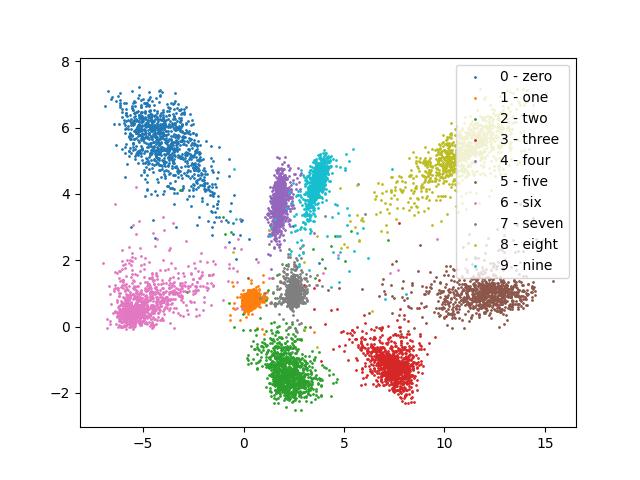 8
6
4
2
0
−2
−5
0
5
10
15
0 - zero
1 - one
2 - two
3 - three
4 - four
5 - five
6 - six
7 - seven
8 - eight
9 - nine